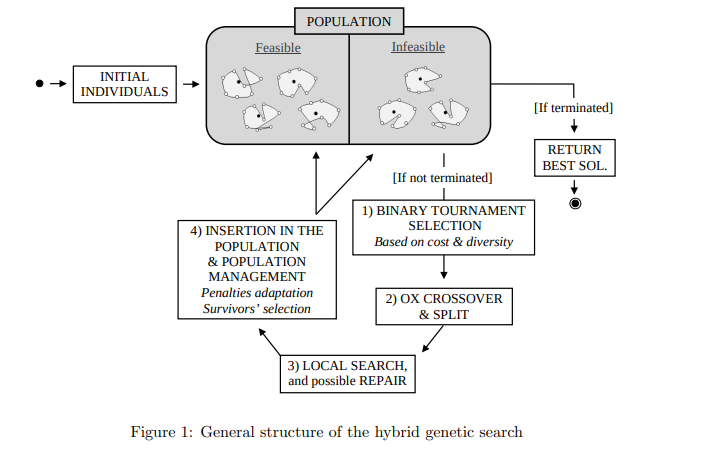 POPULATION
Feasible
Infeasible
INITIAL
INDIVIDUALS
[If terminated]
RETURN
BEST SOL.
[If not terminated]
1) BINARY TOURNAMENT
SELECTION
Based on cost & diversity
2) OX CROSSOVER
& SPLIT
3) LOCAL SEARCH,
and possible REPAIR
4) INSERTION IN THE
POPULATION
& POPULATION
MANAGEMENT
Penalties adaptation
Survivors' selection
Figure 1: General structure of the hybrid genetic search